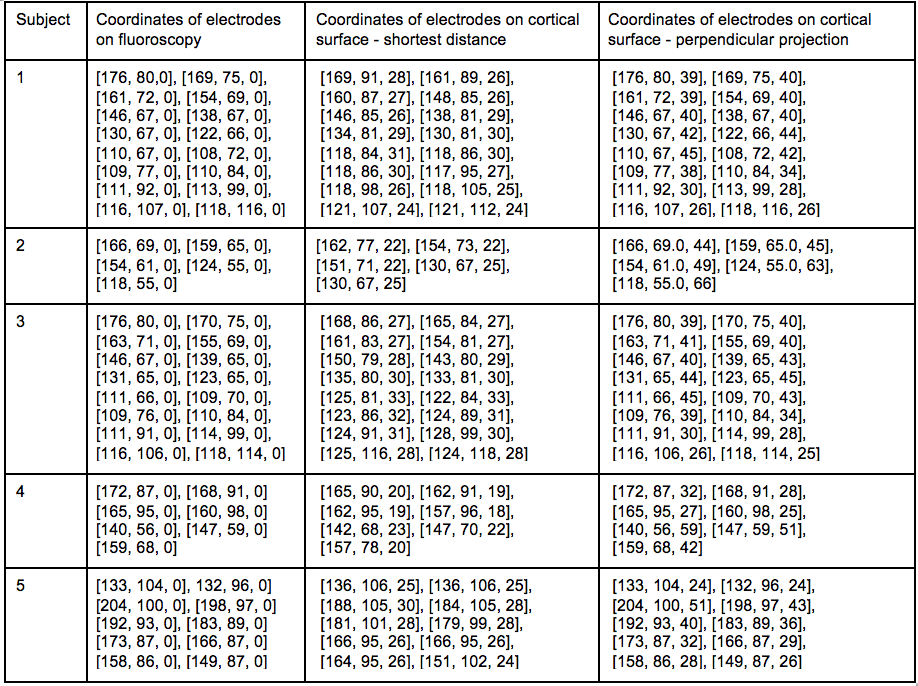 Subject
Coordinates of electrodes
on fluoroscopy
Coordinates of electrodes on cortical
surface - shortest distance
Coordinates of electrodes on cortical
surface - perpendicular projection
1
[176, 80,0], [169, 75, 0],
[161, 72, 0], [154, 69, 0],
[146, 67, 0], [138, 67, 0],
[130, 67, 0], [122, 66, 0],
[110, 67, 0], [108, 72, 0],
[109, 77, 0], [110, 84, 0],
[111, 92, 0], [113, 99, 0],
[116, 107, 0], [118, 116, 0]
[169, 91, 28], [161, 89, 26],
[160, 87, 27], [148, 85, 26],
[146, 85, 26], [138, 81, 29],
[134, 81, 29], [130, 81, 30],
[118, 84, 31], [118, 86, 30],
[118, 86, 30], [117, 95, 27],
[118, 98, 26], [118, 105, 25],
[121, 107, 24], [121, 112, 24]
[176, 80, 39], [169, 75, 40],
[161, 72, 39], [154, 69, 40],
[146, 67, 40], [138, 67, 40],
[130, 67, 42], [122, 66, 44],
[110, 67, 45], [108, 72, 42],
[109, 77, 38], [110, 84, 34],
[111, 92, 30], [113, 99, 28],
[116, 107, 26], [118, 116, 26]
2
[166, 69, 0], [159, 65, 0],
[154, 61, 0], [124, 55, 0],
[118, 55, 0]
[162, 77, 22], [154, 73, 22],
[151, 71, 22], [130, 67, 25],
[130, 67, 25]
[166, 69.0, 44], [159, 65.0, 45],
[154, 61.0, 49], [124, 55.0, 63],
[118, 55.0, 66]
3
[176, 80, 0], [170, 75, 0],
[163, 71, 0], [155, 69, 0],
[146, 67, 0], [139, 65, 0],
[131, 65, 0], [123, 65, 0],
[111, 66, 0], [109, 70, 0],
[109, 76, 0], [110, 84, 0],
[111, 91, 0], [114, 99, 0],
[116, 106, 0], [118, 114, 0]
[168, 86, 27], [165, 84, 27],
[161, 83, 27], [154, 81, 27],
[150, 79, 28], [143, 80, 29],
[135, 80, 30], [133, 81, 30],
[125, 81, 33], [122, 84, 33],
[123, 86, 32], [124, 89, 31],
[124, 91, 31], [128, 99, 30],
[125, 116, 28], [124, 118, 28]
[176, 80, 39], [170, 75, 40],
[163, 71, 41], [155, 69, 40],
[146, 67, 40], [139, 65, 43],
[131, 65, 44], [123, 65, 45],
[111, 66, 45], [109, 70, 43],
[109, 76, 39], [110, 84, 34],
[111, 91, 30], [114, 99, 28],
[116, 106, 26], [118, 114, 25]
4
[172, 87, 0], [168, 91, 0]
[165, 95, 0], [160, 98, 0]
[140, 56, 0], [147, 59, 0]
[159, 68, 0]
[165, 90, 20], [162, 91, 19],
[162, 95, 19], [157, 96, 18],
[142, 68, 23], [147, 70, 22],
[157, 78, 20]
[172, 87, 32], [168, 91, 28],
[165, 95, 27], [160, 98, 25],
[140, 56, 59], [147, 59, 51],
[159, 68, 42]
5
[133, 104, 0], 132, 96, 0]
[204, 100, 0], [198, 97, 0]
[192, 93, 0], [183, 89, 0],
[173, 87, 0], [166, 87, 0],
[158, 86, 0], [149, 87, 0]
[136, 106, 25], [136, 106, 25],
[188, 105, 30], [184, 105, 28],
[181, 101, 28], [179, 99, 28],
[166, 95, 26], [166, 95, 26],
[164, 95, 26], [151, 102, 24]
[133, 104, 24], [132, 96, 24],
[204, 100, 51], [198, 97, 43],
[192, 93, 40], [183, 89, 36],
[173, 87, 32], [166, 87, 29],
[158, 86, 28], [149, 87, 26]